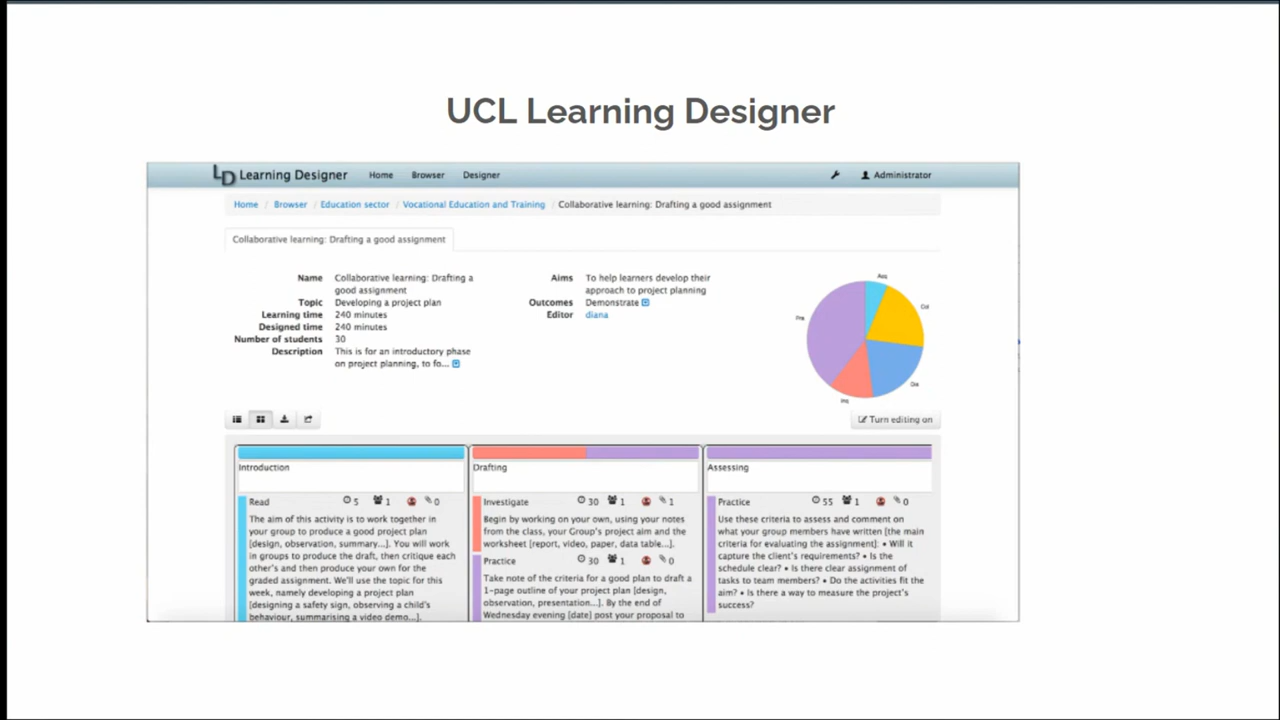 UCL Learning Designer
LD Learning Designer Home Browser Designer Administrator
Home / Browser / Education sector / Vocational Education and Training / Collaborative learning: Drafting a good assignment
Collaborative learning: Drafting a good assignment
Name Collaborative learning: Drafting a
good assignment
Topic Developing a project plan
Learning time 240 minutes
Designed time 240 minutes
Number of students 30
Description This is for an introductory phase
on project planning, to fo...
Aims To help learners develop their
approach to project planning
Outcomes Demonstrate
Editor diana
Acq
Col
Dis
Inq
Pra
Turn editing on
Introduction
Read 5 1 0
The aim of this activity is to work together in
your group to produce a good project plan
[design, observation, summary...]. You will work
in groups to produce the draft, then critique each
other's and then produce your own for the
graded assignment. We'll use the topic for this
week, namely developing a project plan
[designing a safety sign, observing a child's
behaviour, summarising a video demo...].
Drafting
Investigate 30 1 1
Begin by working on your own, using your notes
from the class, your Group's project aim and the
worksheet [report, video, paper, data table...].
Practice 30 1 0
Take note of the criteria for a good plan to draft a
1-page outline of your project plan [design,
observation, presentation...]. By the end of
Wednesday evening [date] post your proposal to
Assessing
Practice 55 1 0
Use these criteria to assess and comment on
what your group members have written [the main
criteria for evaluating the assignment]: • Will it
capture the client's requirements? • Is the
schedule clear? • Is there clear assignment of
tasks to team members? • Do the activities fit the
aim? • Is there a way to measure the project's
success?